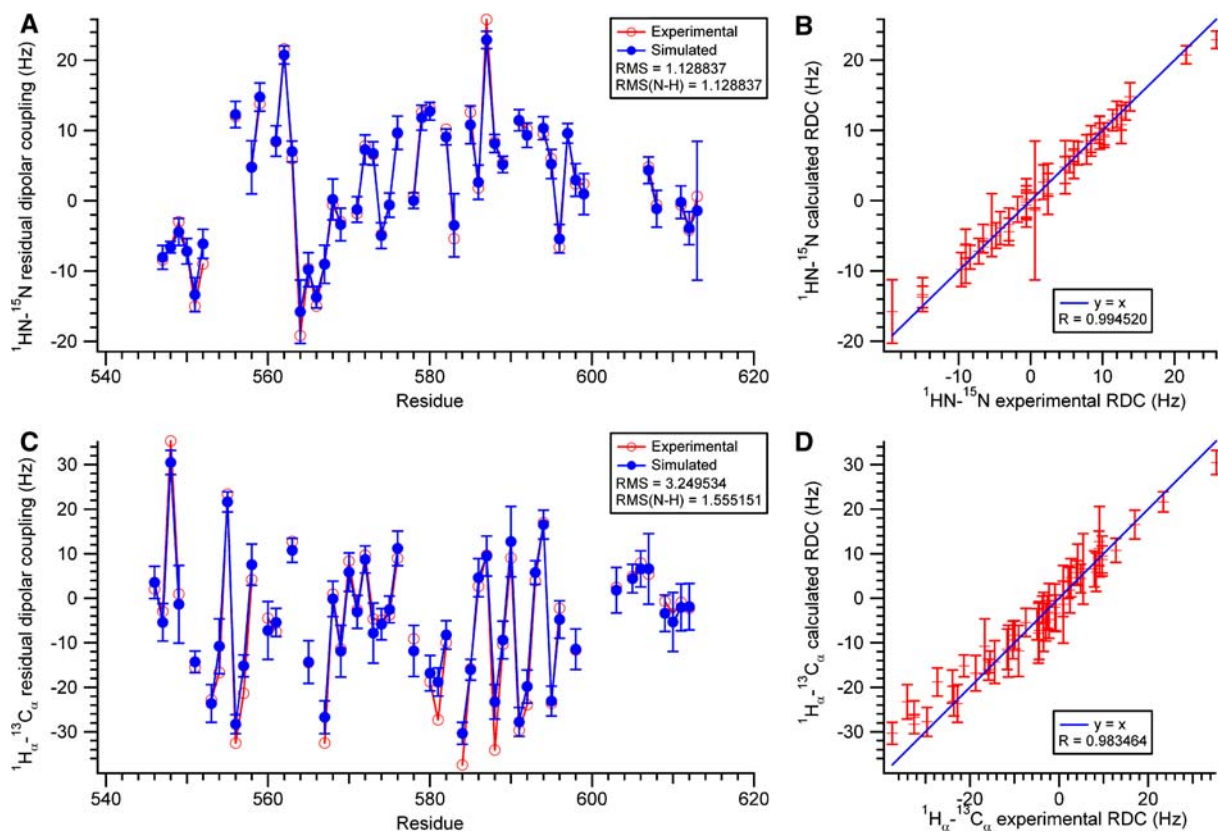 A
¹HN-¹⁵N residual dipolar coupling (Hz)
20
10
0
-10
-20
Experimental
Simulated
RMS = 1.128837
RMS(N-H) = 1.128837
540
560
580
600
620
Residue
B
¹HN-¹⁵N calculated RDC (Hz)
20
10
0
-10
-20
y = x
R = 0.994520
-10
0
10
20
¹HN-¹⁵N experimental RDC (Hz)
C
¹Hα-¹³Cα residual dipolar coupling (Hz)
30
20
10
0
-10
-20
-30
Experimental
Simulated
RMS = 3.249534
RMS(N-H) = 1.555151
540
560
580
600
620
Residue
D
¹Hα-¹³Cα calculated RDC (Hz)
30
20
10
0
-10
-20
-30
y = x
R = 0.983464
-20
0
20
¹Hα-¹³Cα experimental RDC (Hz)